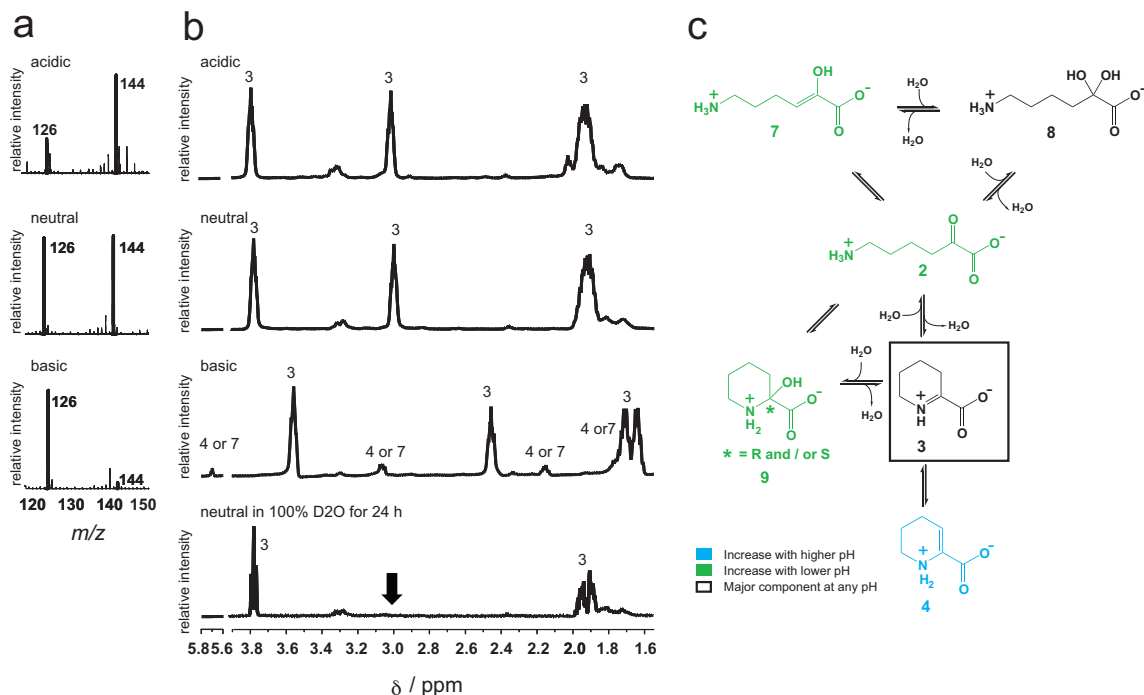 a
b
c
acidic
relative intensity
144
126
neutral
relative intensity
126
144
basic
relative intensity
126
144
120 130 140 150
m/z
acidic
relative intensity
3
3
3
neutral
relative intensity
3
3
3
basic
relative intensity
3
3
3
4 or 7
4 or 7
4 or 7
4 or7
neutral in 100% D2O for 24 h
relative intensity
3
3
5.8 5.6 3.8 3.6 3.4 3.2 3.0 2.8 2.6 2.4 2.2 2.0 1.8 1.6
δ / ppm
OH
O-
H3N+
O
7
H2O
H2O
HO OH
O-
H3N+
O
8
H2O
H2O
O
O-
H3N+
O
2
H2O
H2O
OH
O-
N+
H2
O
*
* = R and / or S
9
H2O
H2O
O-
N+
H
O
3
O-
N+
H2
O
4
Increase with higher pH
Increase with lower pH
Major component at any pH